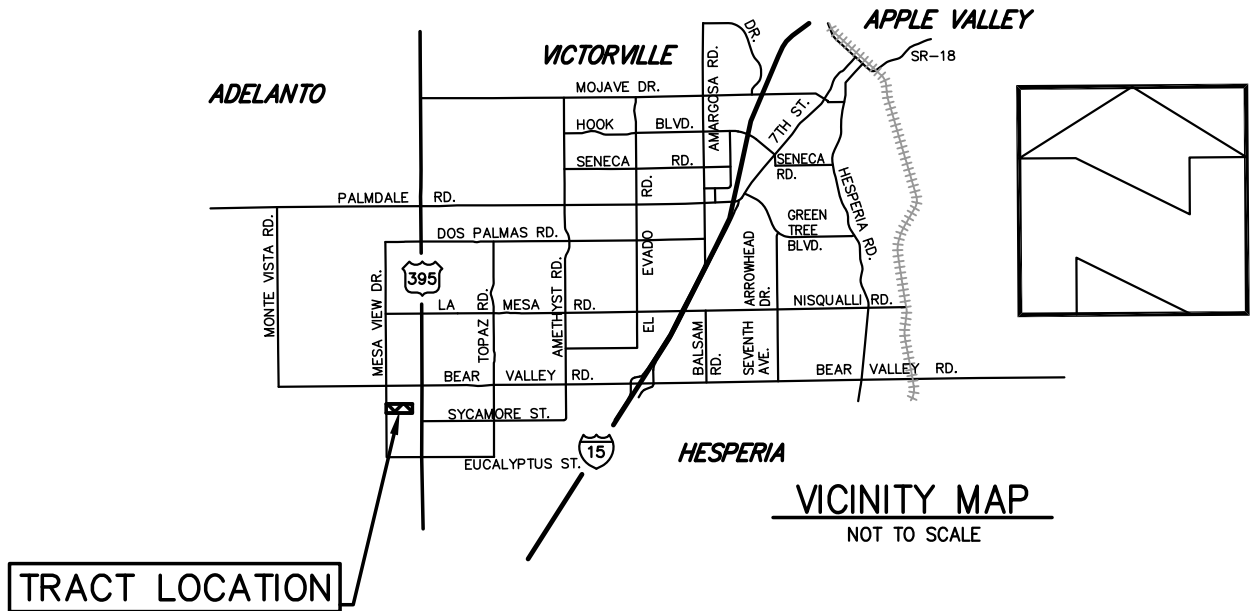 APPLE VALLEY
VICTORVILLE
DR.
SR-18
ADELANTO
MOJAVE DR.
AMARGOSA RD.
7TH ST.
HOOK BLVD.
SENECA RD.
SENECA
RD.
HESPERIA RD.
PALMDALE RD.
GREEN
TREE
BLVD.
DOS PALMAS RD.
MONTE VISTA RD.
MESA VIEW DR.
395
TOPAZ RD.
AMETHYST RD.
EL EVADO RD.
ARROWHEAD
DR.
LA MESA RD.
NISQUALLI RD.
BALSAM
RD.
SEVENTH
AVE.
BEAR VALLEY RD.
BEAR VALLEY RD.
SYCAMORE ST.
EUCALYPTUS ST.
15
HESPERIA
VICINITY MAP
NOT TO SCALE
TRACT LOCATION